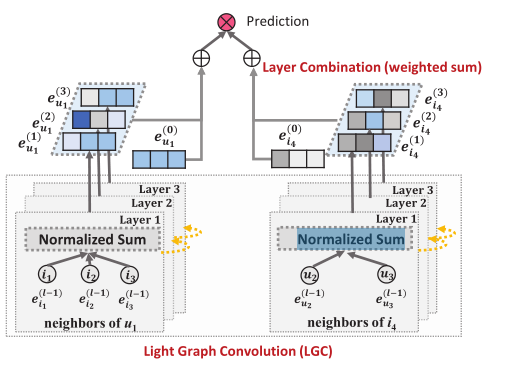 Prediction
Layer Combination (weighted sum)
e_{u_1}^{(3)}
e_{u_1}^{(2)}
e_{u_1}^{(1)}
e_{u_1}^{(0)}
e_{i_4}^{(0)}
e_{i_4}^{(3)}
e_{i_4}^{(2)}
e_{i_4}^{(1)}
Layer 3
Layer 2
Layer 1
Normalized Sum
i_1 i_2 i_3
e_{i_1}^{(l-1)} e_{i_2}^{(l-1)} e_{i_3}^{(l-1)}
neighbors of u_1
Layer 3
Layer 2
Layer 1
Normalized Sum
u_2 u_3
e_{u_2}^{(l-1)} e_{u_3}^{(l-1)}
neighbors of i_4
Light Graph Convolution (LGC)